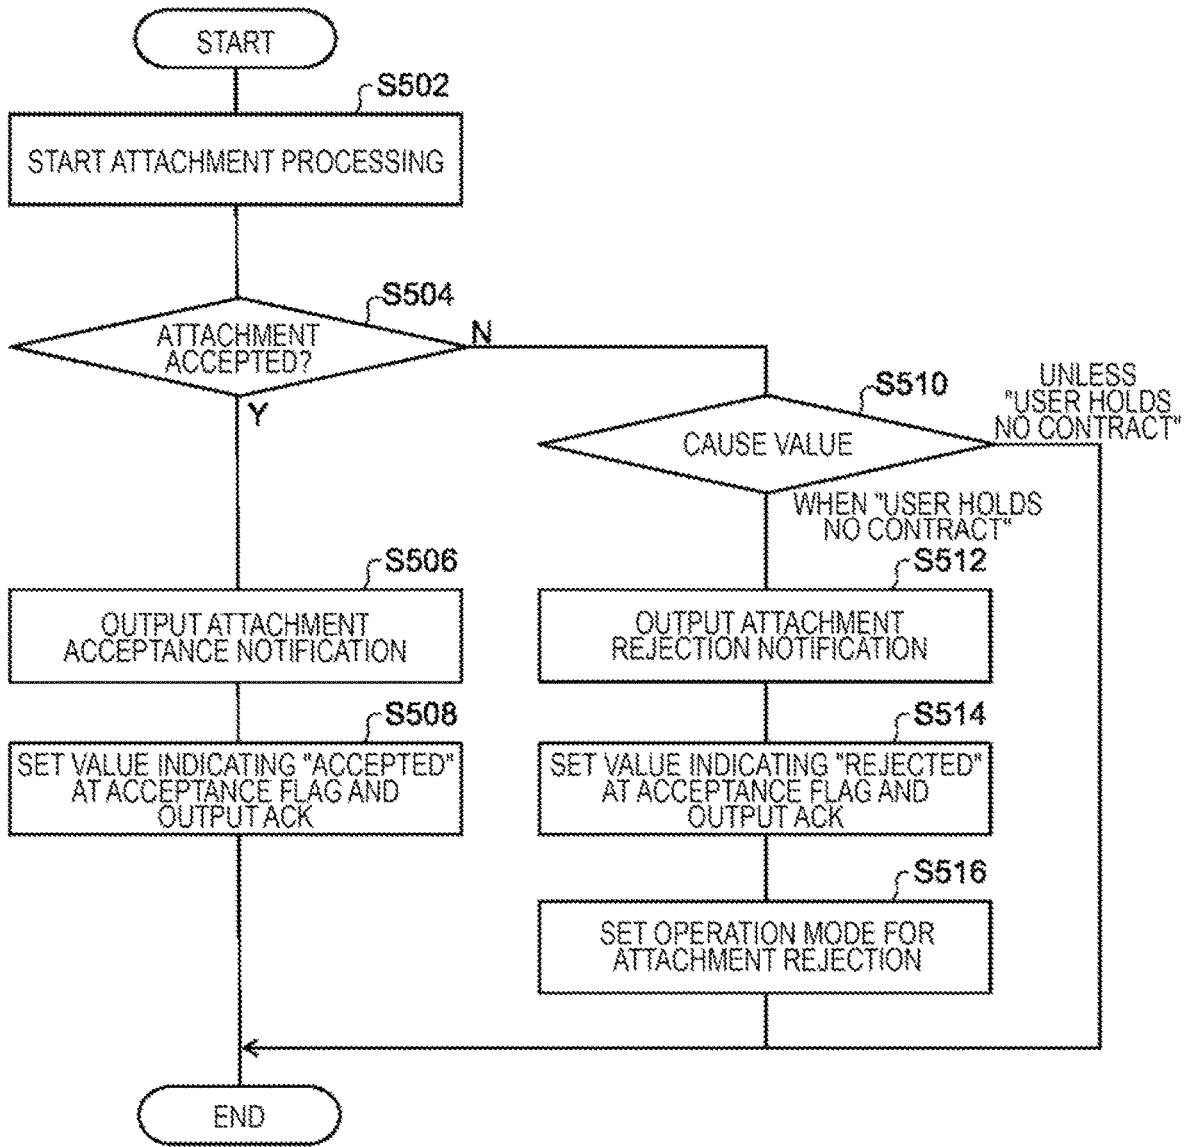 START
S502
START ATTACHMENT PROCESSING
S504
ATTACHMENT
ACCEPTED?
N
Y
S510
CAUSE VALUE
UNLESS
"USER HOLDS
NO CONTRACT"
WHEN "USER HOLDS
NO CONTRACT"
S506
OUTPUT ATTACHMENT
ACCEPTANCE NOTIFICATION
S512
OUTPUT ATTACHMENT
REJECTION NOTIFICATION
S508
SET VALUE INDICATING "ACCEPTED"
AT ACCEPTANCE FLAG AND
OUTPUT ACK
S514
SET VALUE INDICATING "REJECTED"
AT ACCEPTANCE FLAG AND
OUTPUT ACK
S516
SET OPERATION MODE FOR
ATTACHMENT REJECTION
END